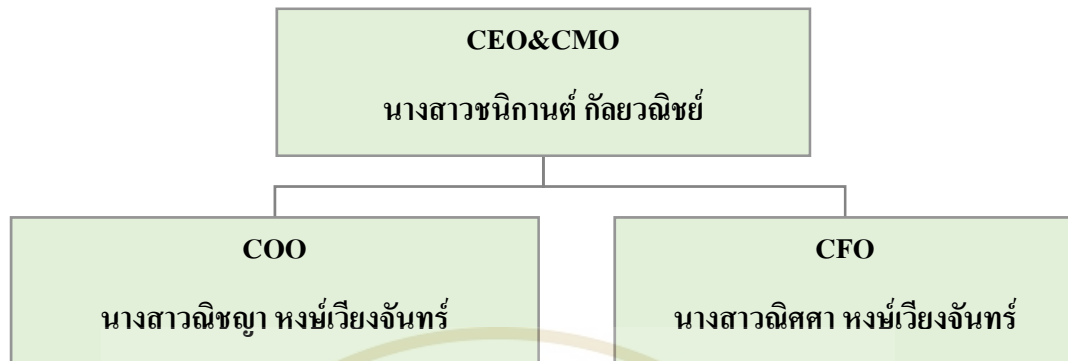 CEO&CMO
นางสาวชนิกานต์ กัลยวณิชย์
COO
นางสาวณิชญา หงษ์เวียงจันทร์
CFO
นางสาวณิศศา หงษ์เวียงจันทร์